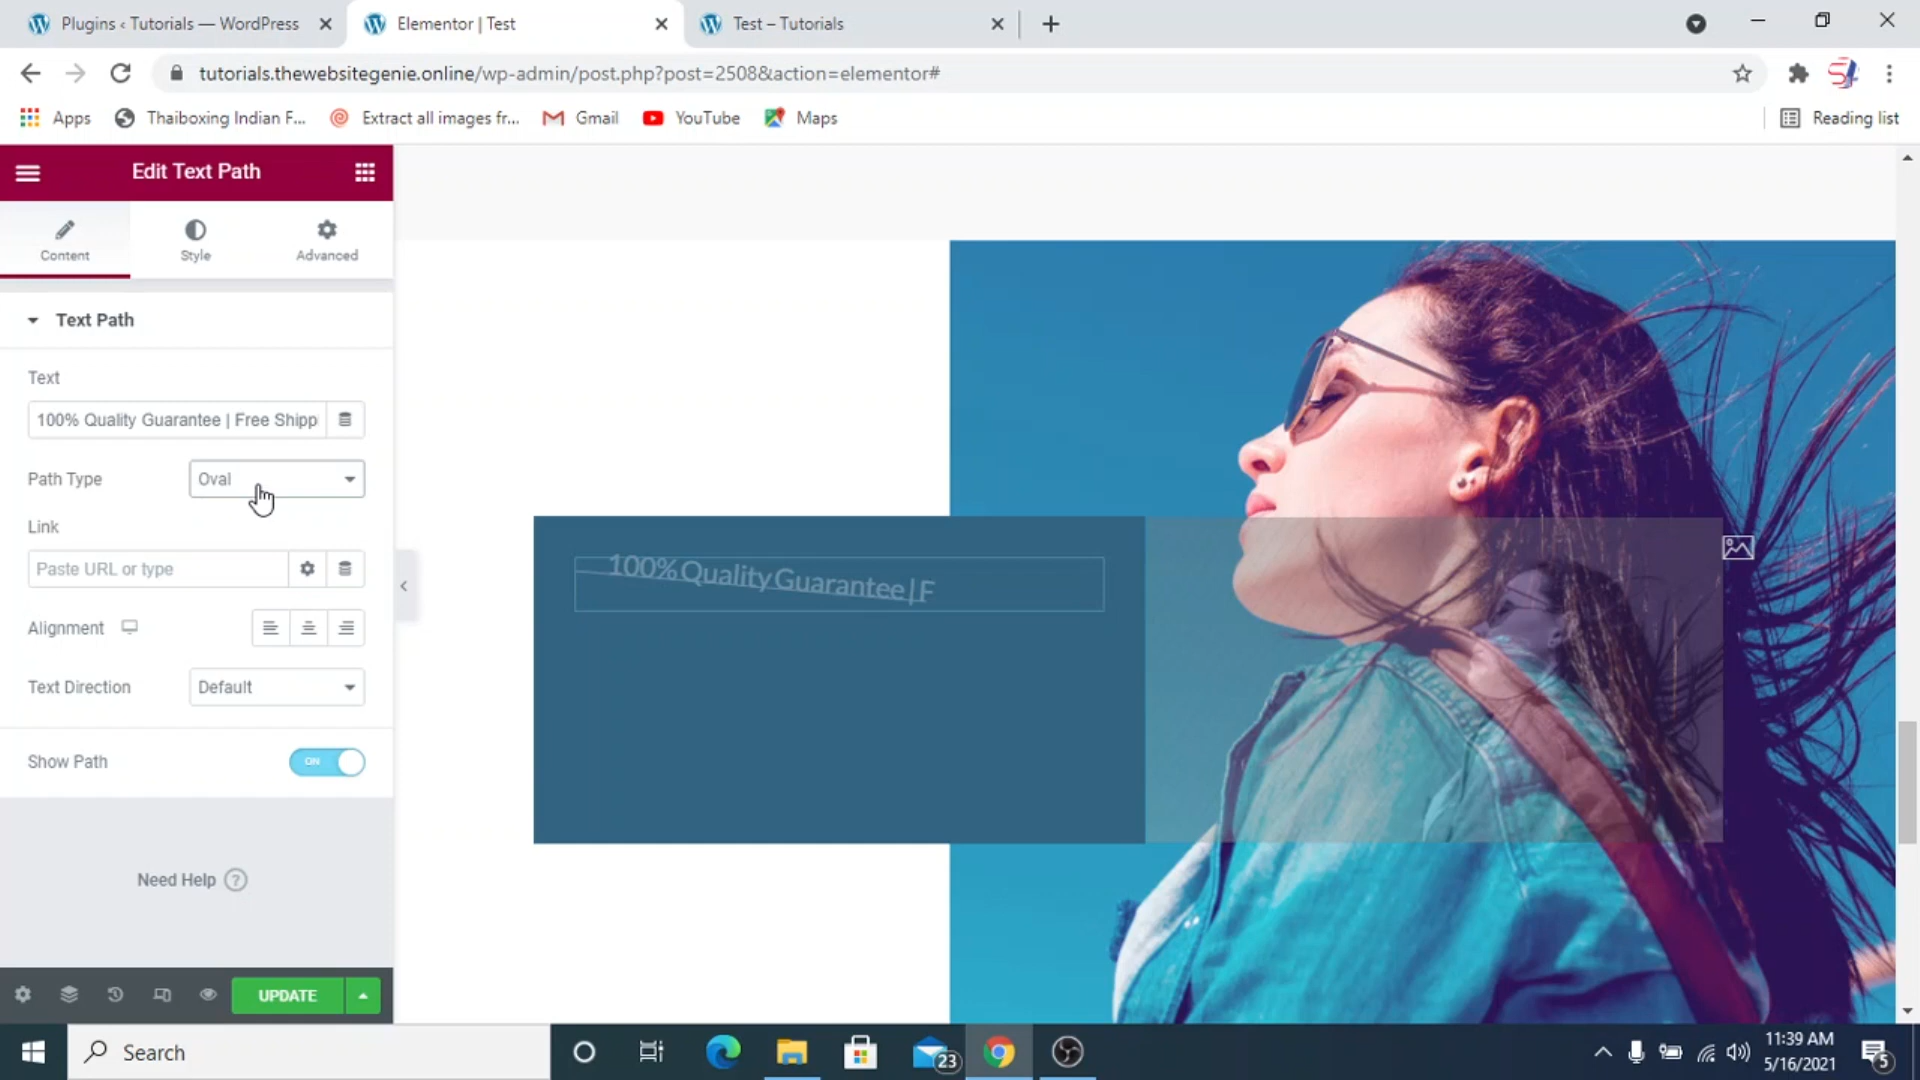 Plugins ‹ Tutorials — WordPress
Elementor | Test
Test – Tutorials
tutorials.thewebsitegenie.online/wp-admin/post.php?post=2508&action=elementor#
Apps
Thaiboxing Indian F...
Extract all images fr...
Gmail
YouTube
Maps
Reading list
Edit Text Path
Content
Style
Advanced
Text Path
Text
100% Quality Guarantee | Free Shipp
Path Type
Oval
Link
Paste URL or type
Alignment
Text Direction
Default
Show Path
ON
Need Help ?
UPDATE
100% Quality Guarantee | F
Search
23
11:39 AM
5/16/2021
5